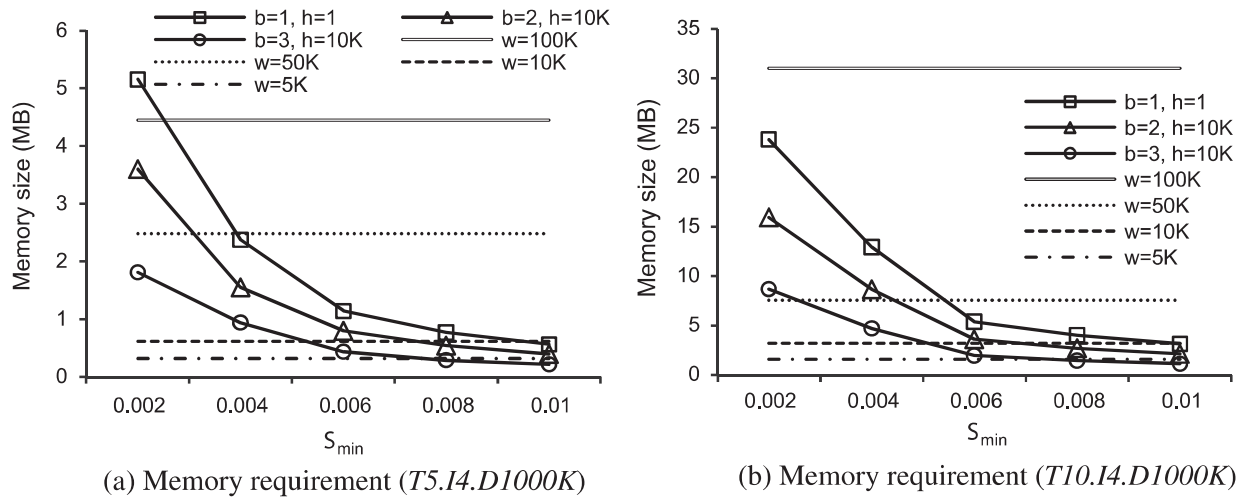 b=1, h=1
b=2, h=10K
b=3, h=10K
w=100K
w=50K
w=10K
w=5K
Memory size (MB)
6
5
4
3
2
1
0
0.002 0.004 0.006 0.008 0.01
Smin
(a) Memory requirement (T5.I4.D1000K)
Memory size (MB)
35
30
25
20
15
10
5
0
b=1, h=1
b=2, h=10K
b=3, h=10K
w=100K
w=50K
w=10K
w=5K
0.002 0.004 0.006 0.008 0.01
Smin
(b) Memory requirement (T10.I4.D1000K)